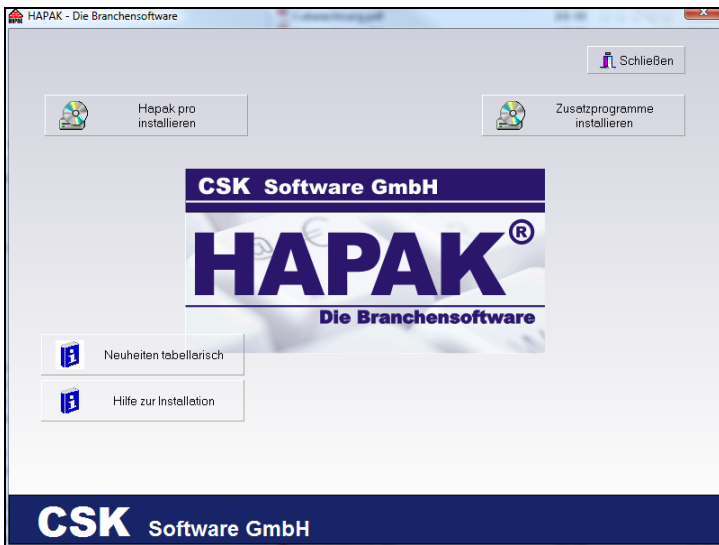 HAPAK - Die Branchensoftware
Schließen
Hapak pro
installieren
Zusatzprogramme
installieren
CSK Software GmbH
HAPAK®
Die Branchensoftware
Neuheiten tabellarisch
Hilfe zur Installation
CSK Software GmbH